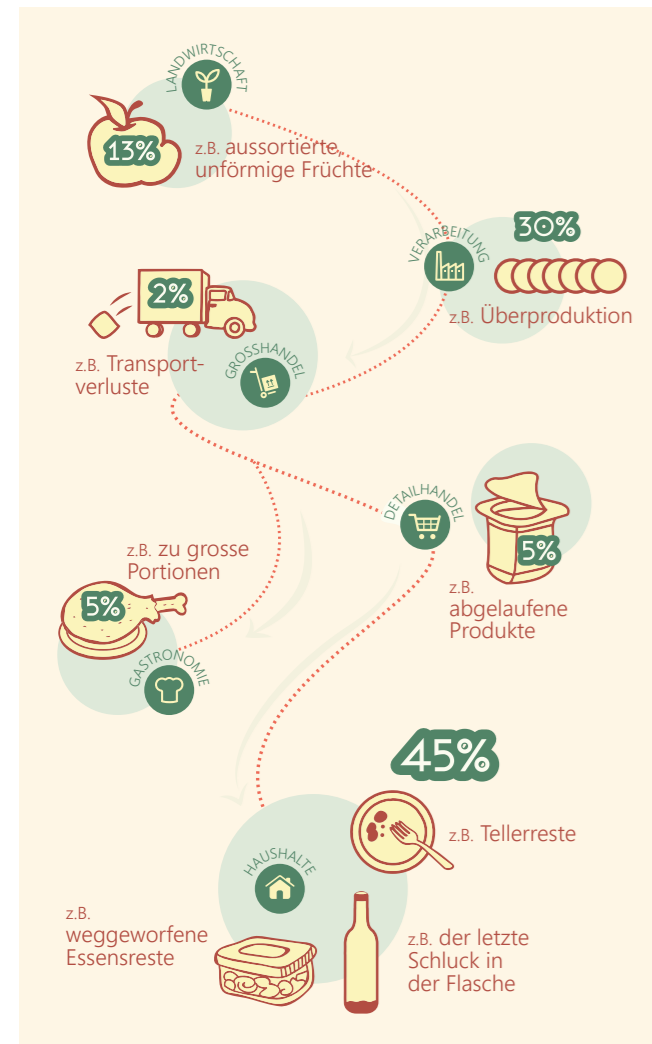 LANDWIRTSCHAFT
13%
z.B. aussortierte,
unförmige Früchte
VERARBEITUNG
30%
z.B. Überproduktion
2%
z.B. Transport-
verluste
GROSSHANDEL
DETAILHANDEL
5%
z.B.
abgelaufene
Produkte
z.B. zu grosse
Portionen
5%
GASTRONOMIE
45%
z.B. Tellerreste
HAUSHALTE
z.B.
weggeworfene
Essensreste
z.B. der letzte
Schluck in
der Flasche